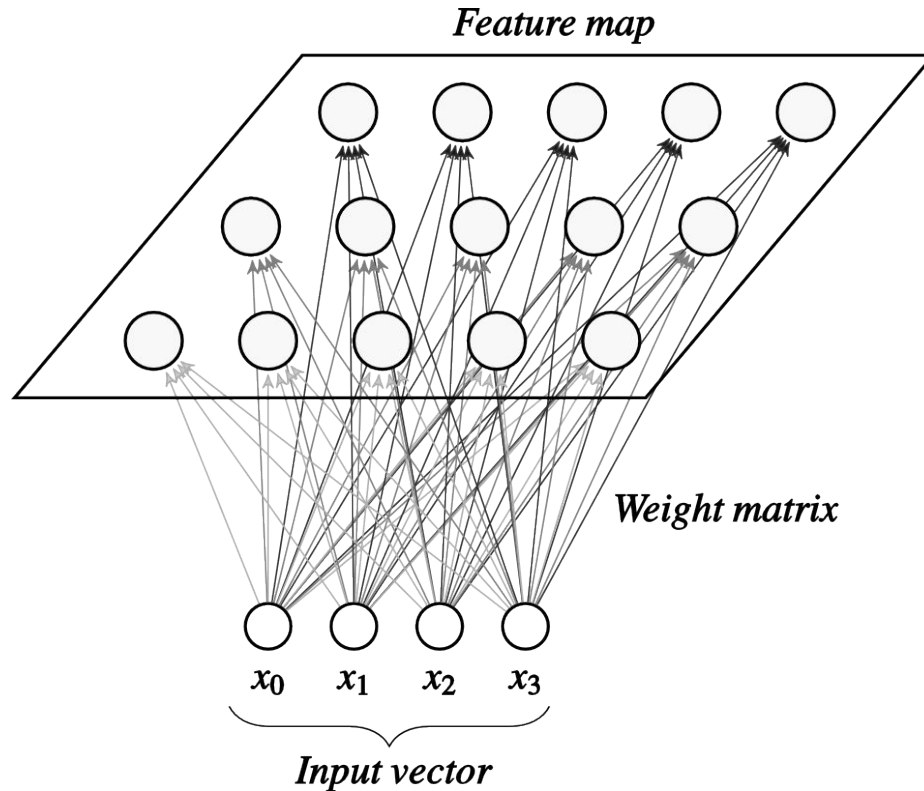 Feature map
Weight matrix
x₀ x₁ x₂ x₃
Input vector